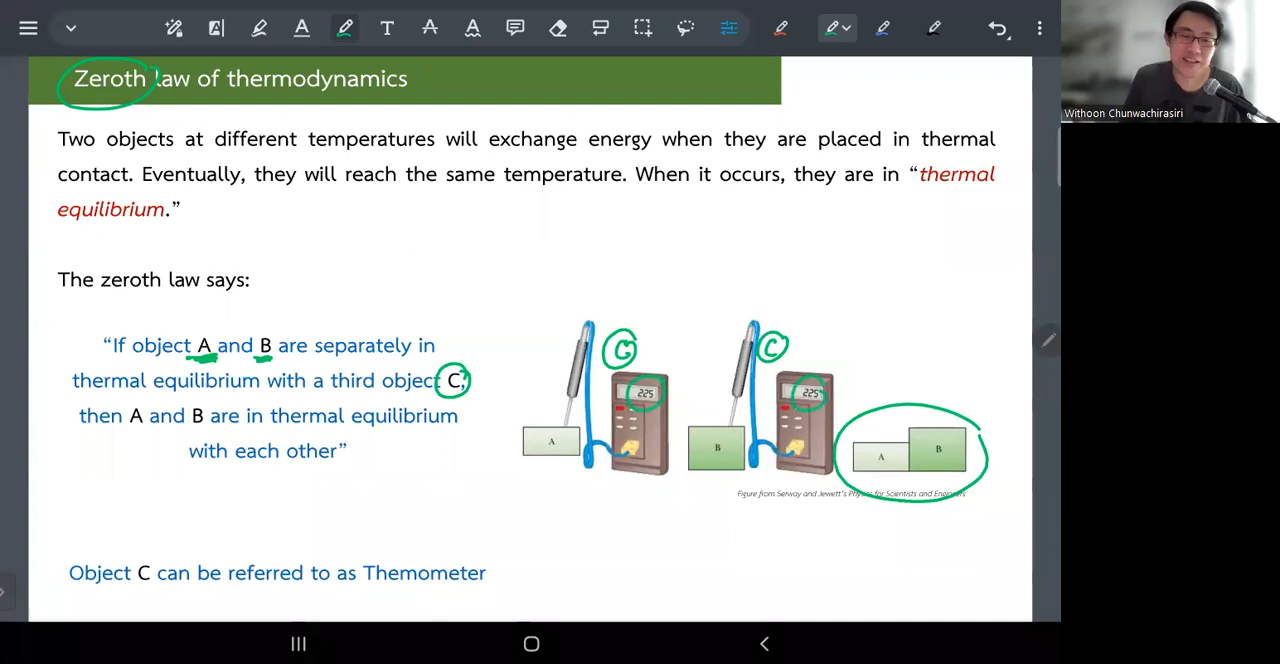 Zeroth law of thermodynamics
Withoon Chunwachirasiri
Two objects at different temperatures will exchange energy when they are placed in thermal
contact. Eventually, they will reach the same temperature. When it occurs, they are in “thermal
equilibrium.”
The zeroth law says:
“If object A and B are separately in
thermal equilibrium with a third object C,
then A and B are in thermal equilibrium
with each other”
C
225
A
C
225
B
A
B
Figure from Serway and Jewett's Physics for Scientists and Engineers
Object C can be referred to as Themometer